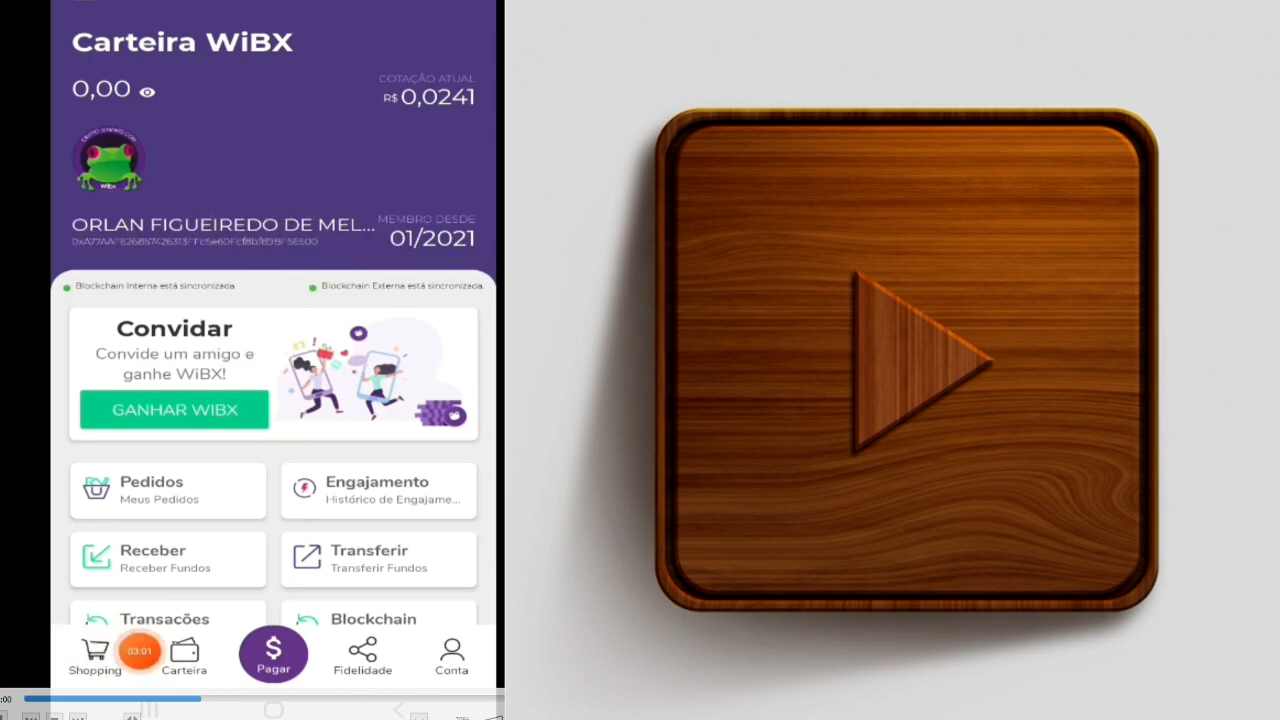 Carteira WiBX
0,00
COTAÇÃO ATUAL
R$ 0,0241
WiBx
ORLAN FIGUEIREDO DE MEL...
MEMBRO DESDE
01/2021
Blockchain Interna está sincronizada
Blockchain Externa está sincronizada.
Convidar
Convide um amigo e
ganhe WiBX!
GANHAR WIBX
Pedidos
Meus Pedidos
Engajamento
Histórico de Engajame...
Receber
Receber Fundos
Transferir
Transferir Fundos
Transações
Blockchain
Shopping
03:01
Carteira
$
Pagar
Fidelidade
Conta
:00